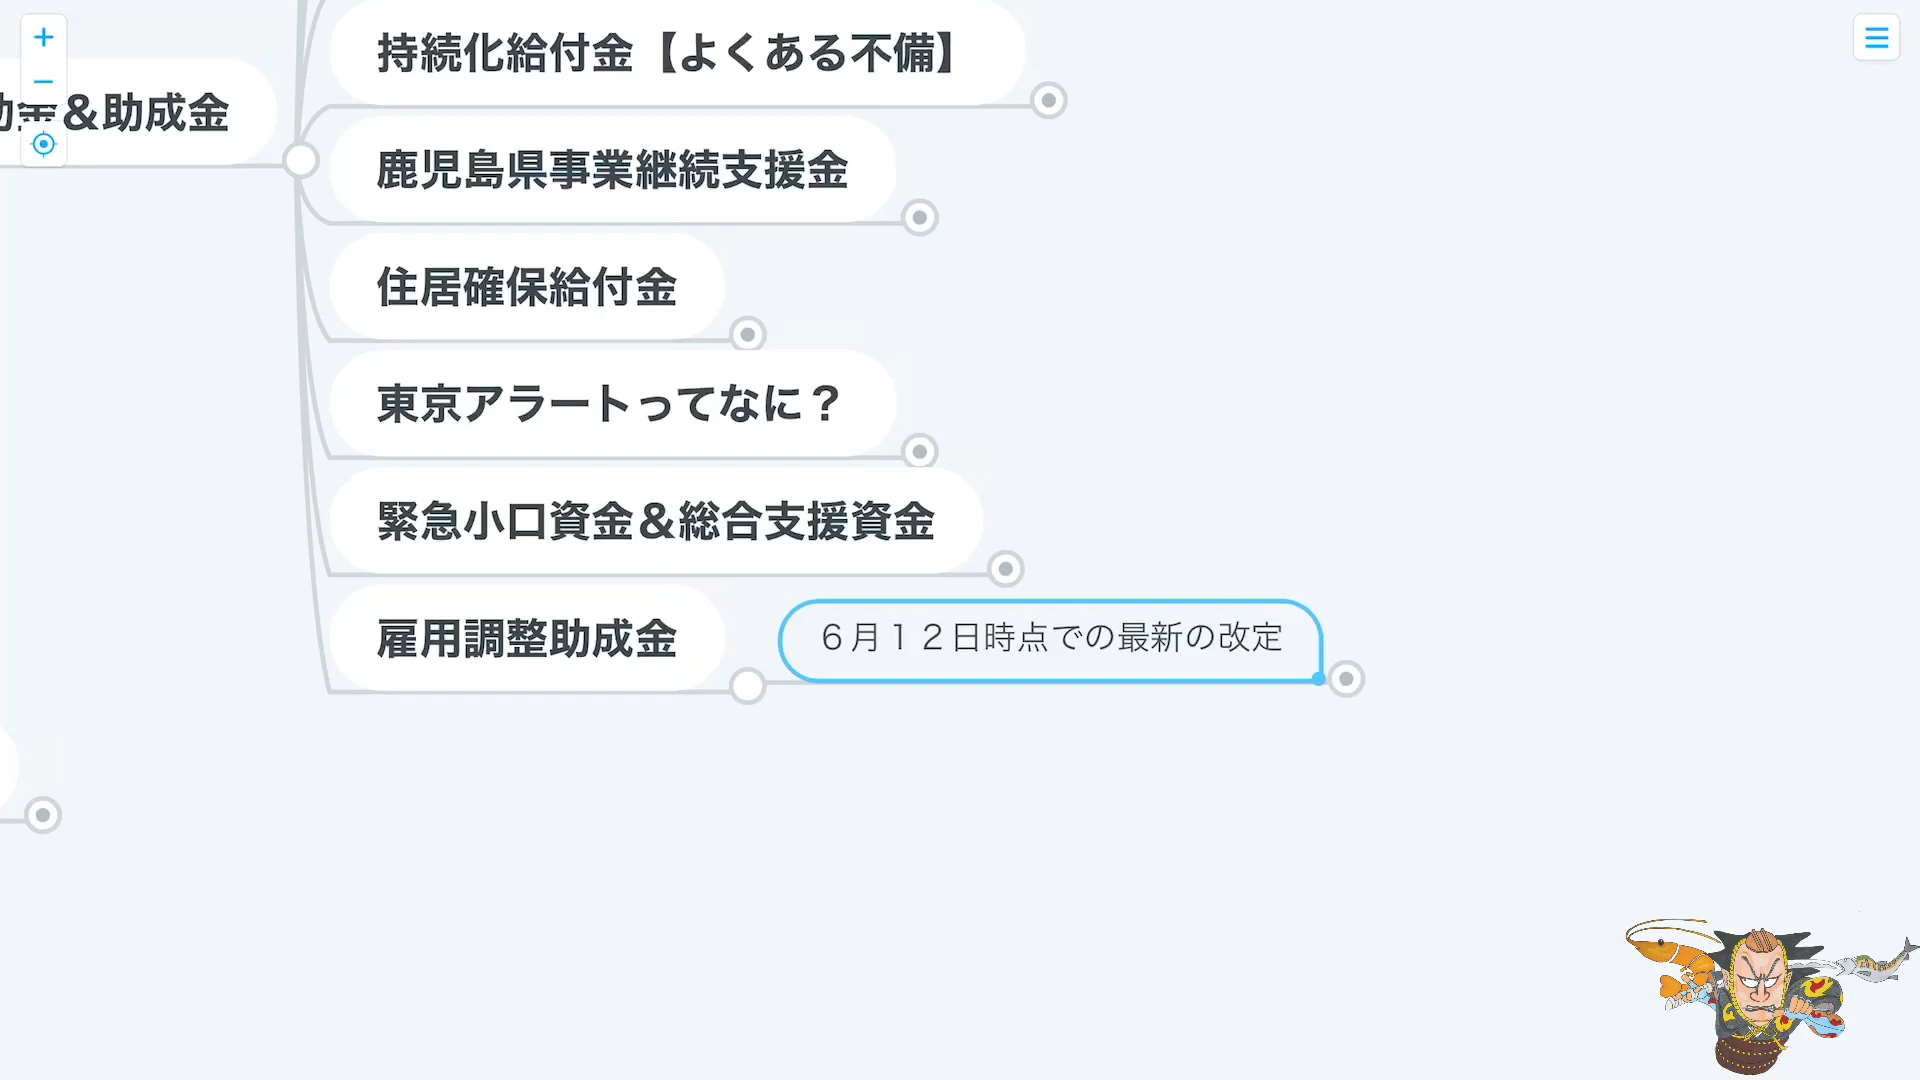 持続化給付金【よくある不備】
金＆助成金
鹿児島県事業継続支援金
住居確保給付金
東京アラートってなに？
緊急小口資金＆総合支援資金
雇用調整助成金
６月１２日時点での最新の改定